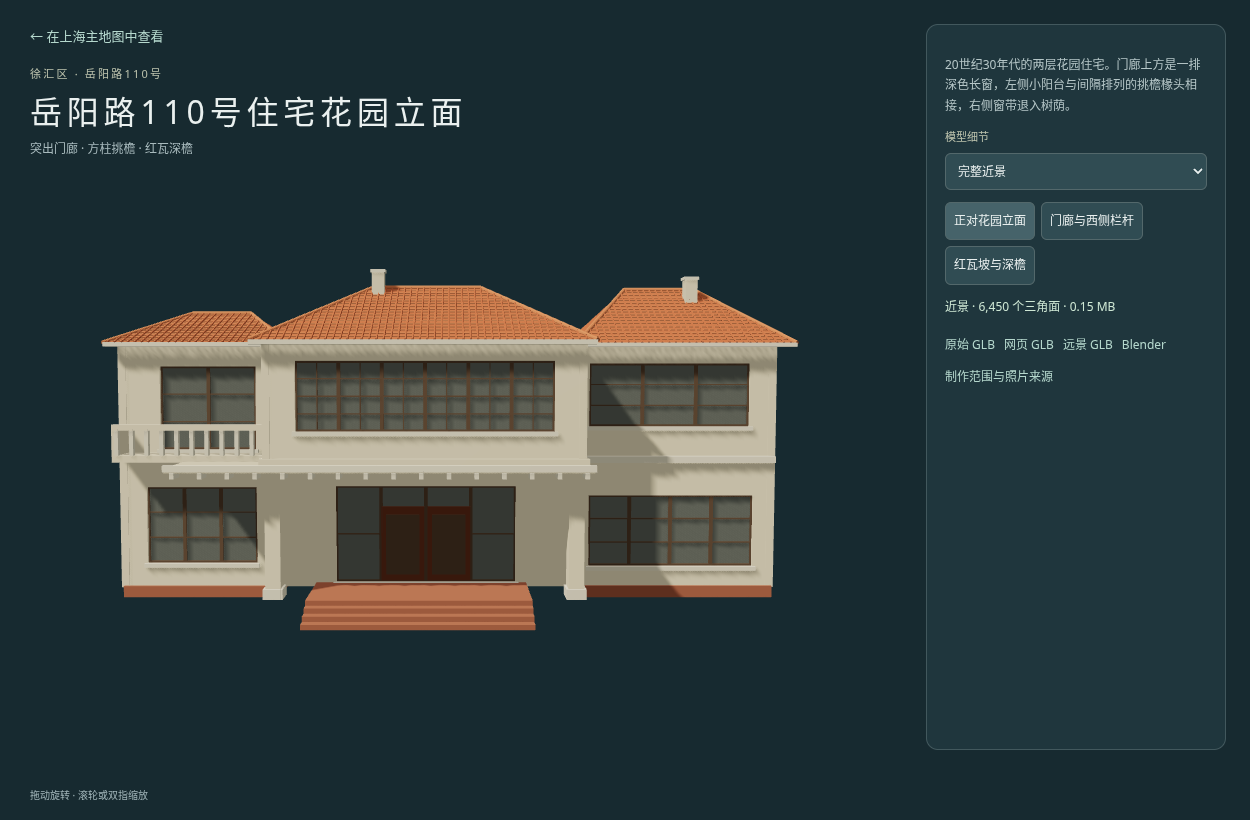 ← 在上海主地图中查看
徐汇区 · 岳阳路110号
岳阳路110号住宅花园立面
突出门廊 · 方柱挑檐 · 红瓦深檐
20世纪30年代的两层花园住宅。门廊上方是一排
深色长窗，左侧小阳台与间隔排列的挑檐椽头相
接，右侧窗带退入树荫。
模型细节
完整近景
正对花园立面 门廊与西侧栏杆
红瓦坡与深檐
近景 · 6,450 个三角面 · 0.15 MB
原始 GLB 网页 GLB 远景 GLB Blender
制作范围与照片来源
拖动旋转 · 滚轮或双指缩放